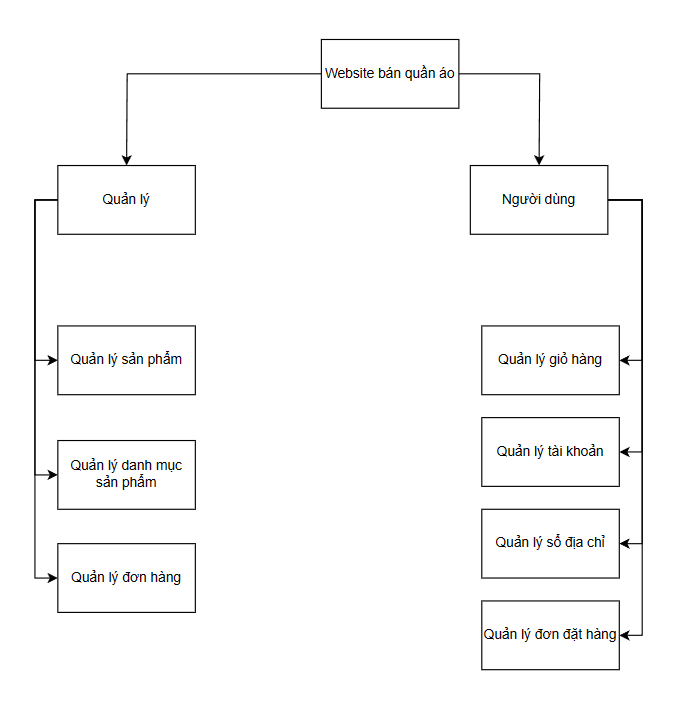 Website bán quần áo
Quản lý
Người dùng
Quản lý sản phẩm
Quản lý giỏ hàng
Quản lý danh mục
sản phẩm
Quản lý tài khoản
Quản lý sổ địa chỉ
Quản lý đơn hàng
Quản lý đơn đặt hàng